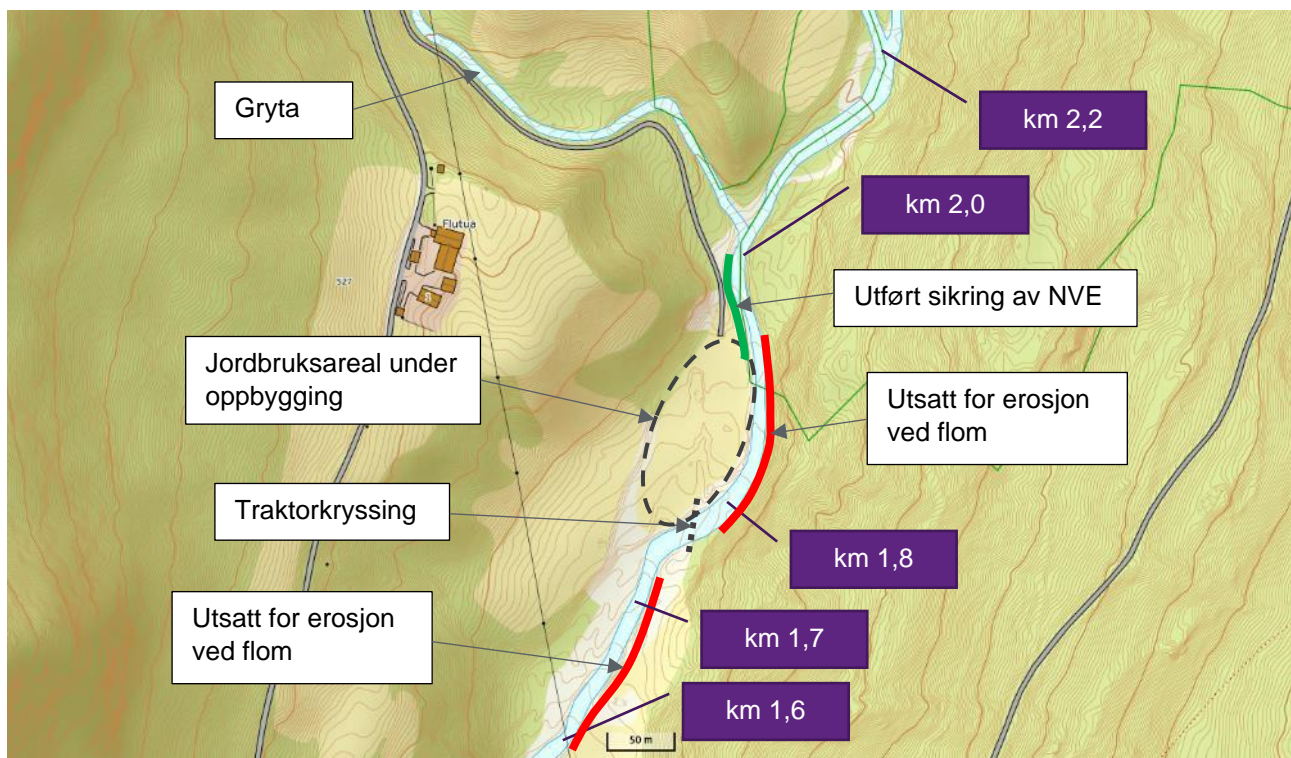 Gryta
km 2,2
km 2,0
Flutua
Utført sikring av NVE
527
Jordbruksareal under
oppbygging
Utsatt for erosjon
ved flom
Traktorkryssing
km 1,8
Utsatt for erosjon
ved flom
km 1,7
km 1,6
50 m